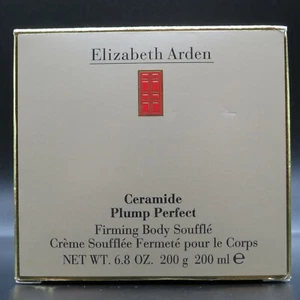 Elizabeth Arden
Ceramide
Plump Perfect
Firming Body Soufflé
Crème Soufflée Fermeté pour le Corps
NET WT. 6.8 OZ. 200 g 200 ml ℮